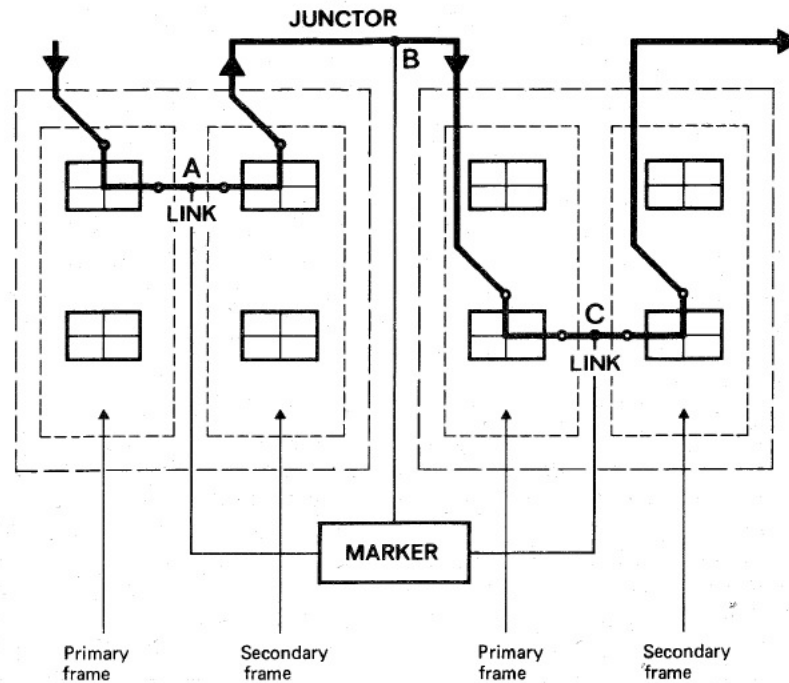 JUNCTOR
B
A
LINK
C
LINK
MARKER
Primary
frame
Secondary
frame
Primary
frame
Secondary
frame